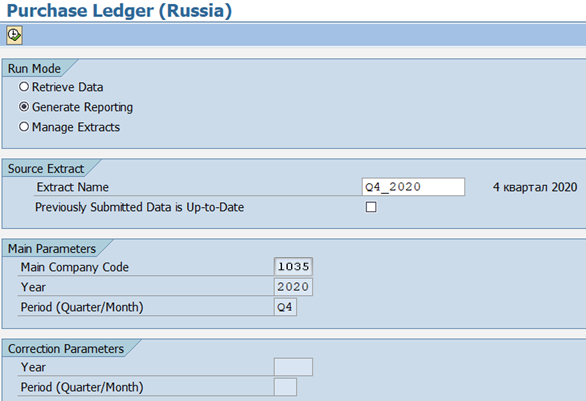 Purchase Ledger (Russia)
Run Mode
Retrieve Data
Generate Reporting
Manage Extracts
Source Extract
Extract Name Q4_2020 4 квартал 2020
Previously Submitted Data is Up-to-Date
Main Parameters
Main Company Code 1035
Year 2020
Period (Quarter/Month) Q4
Correction Parameters
Year
Period (Quarter/Month)